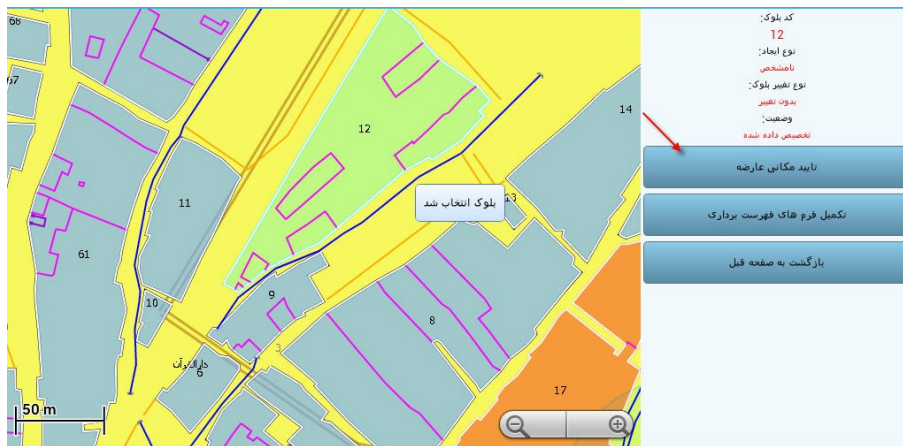 کد بلوک:
12
نوع ایجاد:
نامشخص
نوع تغییر بلوک:
بدون تغییر
وضعیت:
تخصیص داده شده
تایید مکانی عارضه
تکمیل فرم های فهرست برداری
بازگشت به صفحه قبل
68
12
14
11
بلوک انتخاب شد
13
61
10
9
8
3
6
17
50 m